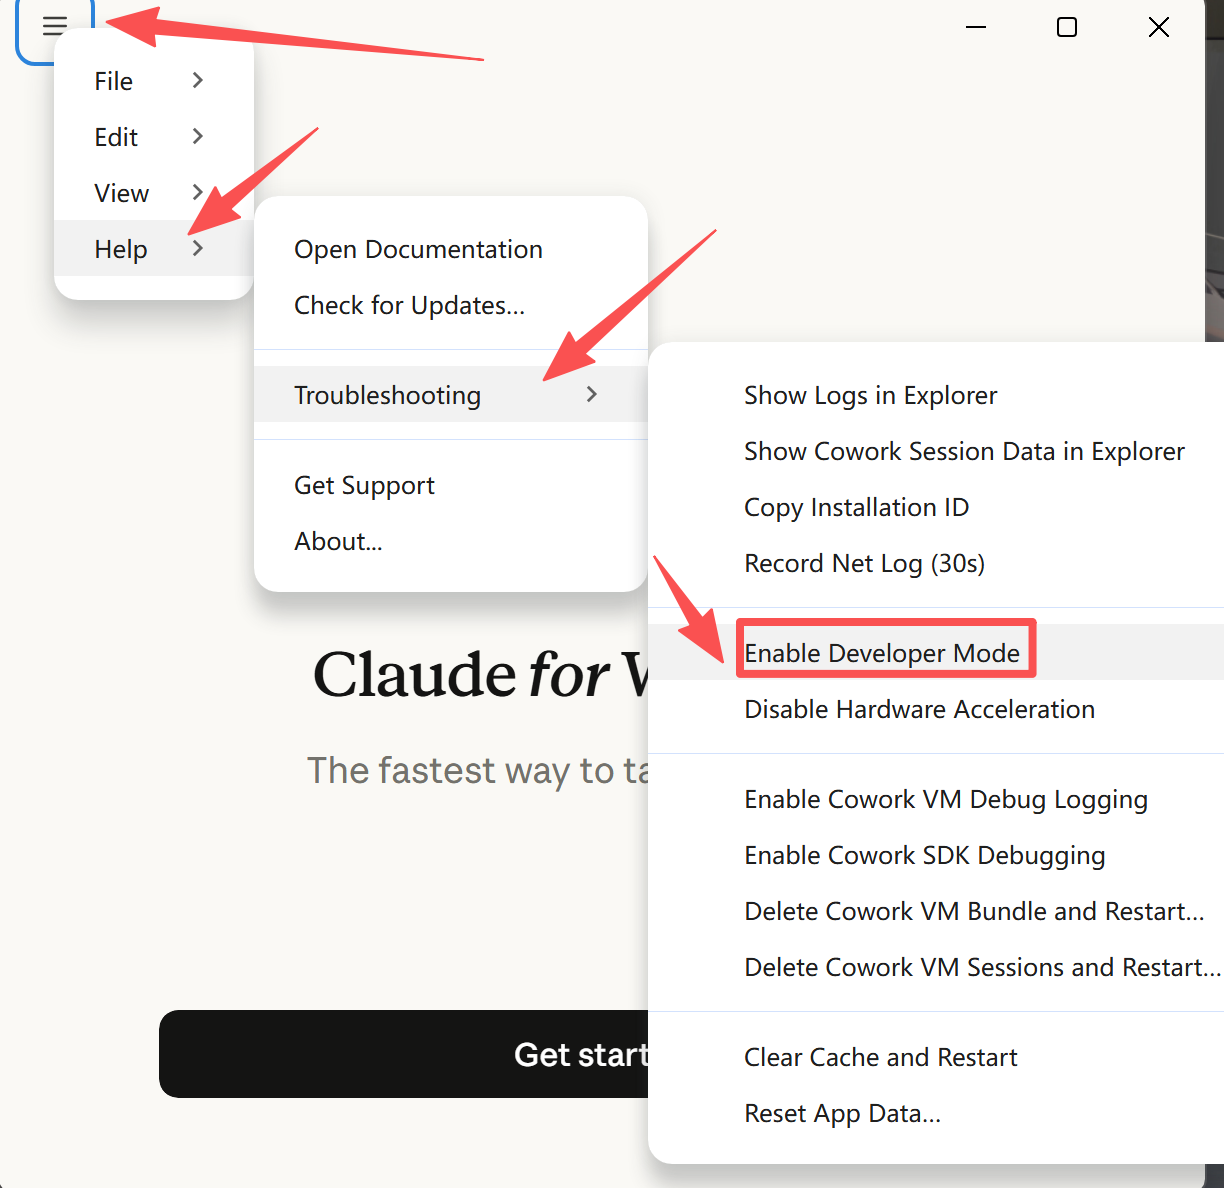 File
Edit
View
Help
Open Documentation
Check for Updates...
Troubleshooting
Get Support
About...
Show Logs in Explorer
Show Cowork Session Data in Explorer
Copy Installation ID
Record Net Log (30s)
Enable Developer Mode
Disable Hardware Acceleration
Enable Cowork VM Debug Logging
Enable Cowork SDK Debugging
Delete Cowork VM Bundle and Restart...
Delete Cowork VM Sessions and Restart...
Clear Cache and Restart
Reset App Data...
Claude for
The fastest way to
Get start